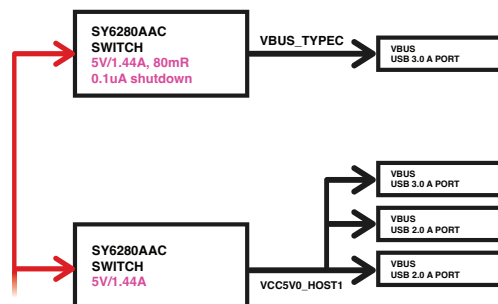 SY6280AAC
SWITCH
5V/1.44A, 80mR
0.1uA shutdown
VBUS_TYPEC
VBUS
USB 3.0 A PORT
VBUS
USB 3.0 A PORT
VBUS
USB 2.0 A PORT
SY6280AAC
SWITCH
5V/1.44A
VCC5V0_HOST1
VBUS
USB 2.0 A PORT